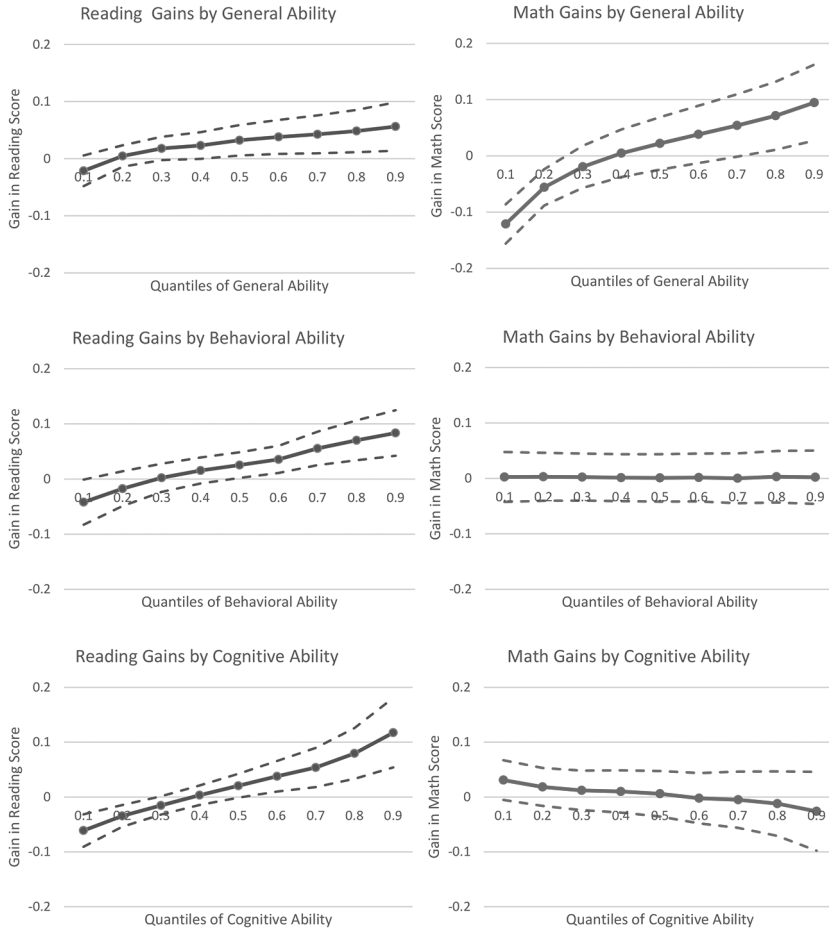 Reading Gains by General Ability
0.2
0.1
0
-0.1
-0.2
Gain in Reading Score
0.1 0.2 0.3 0.4 0.5 0.6 0.7 0.8 0.9
Quantiles of General Ability
Math Gains by General Ability
0.2
0.1
0
-0.1
-0.2
Gain in Math Score
0.1 0.2 0.3 0.4 0.5 0.6 0.7 0.8 0.9
Quantiles of General Ability
Reading Gains by Behavioral Ability
0.2
0.1
0
-0.1
-0.2
Gain in Reading Score
0.1 0.2 0.3 0.4 0.5 0.6 0.7 0.8 0.9
Quantiles of Behavioral Ability
Math Gains by Behavioral Ability
0.2
0.1
0
-0.1
-0.2
Gain in Math Score
0.1 0.2 0.3 0.4 0.5 0.6 0.7 0.8 0.9
Quantiles of Behavioral Ability
Reading Gains by Cognitive Ability
0.2
0.1
0
-0.1
-0.2
Gain in Reading Score
0.1 0.2 0.3 0.4 0.5 0.6 0.7 0.8 0.9
Quantiles of Cognitive Ability
Math Gains by Cognitive Ability
0.2
0.1
0
-0.1
-0.2
Gain in Math Score
0.1 0.2 0.3 0.4 0.5 0.6 0.7 0.8 0.9
Quantiles of Cognitive Ability